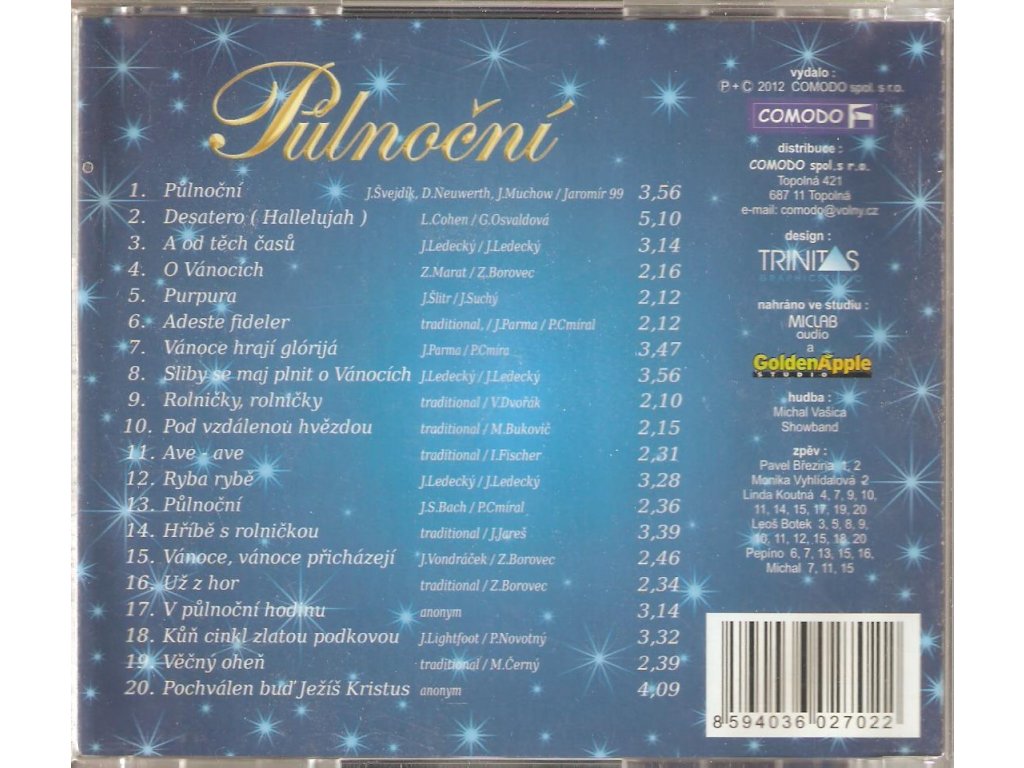 Půlnoční
1. Půlnoční J.Švejdík, D.Neuwerth, J.Muchow / Jaromír 99 3,56
2. Desatero ( Hallelujah ) L.Cohen / G.Osvaldová 5,10
3. A od těch časů J.Ledecký / J.Ledecký 3,14
4. O Vánocich Z.Marat / Z.Borovec 2,16
5. Purpura J.Šlitr / J.Suchý 2,12
6. Adeste fideler traditional, / J.Parma / P.Cmíral 2,12
7. Vánoce hrají glórijá J.Parma / P.Cmíra 3,47
8. Sliby se maj plnit o Vánocích J.Ledecký / J.Ledecký 3,56
9. Rolničky, rolničky traditional / V.Dvořák 2,10
10. Pod vzdálenou hvězdou traditional / M.Bukovič 2,15
11. Ave - ave traditional / I.Fischer 2,31
12. Ryba rybě J.Ledecký / J.Ledecký 3,28
13. Půlnoční J.S.Bach / P.Cmíral 2,36
14. Hříbě s rolničkou traditional / J.Jareš 3,39
15. Vánoce, vánoce přicházejí J.Vondráček / Z.Borovec 2,46
16. Už z hor traditional / Z.Borovec 2,34
17. V půlnoční hodinu anonym 3,14
18. Kůň cinkl zlatou podkovou J.Lightfoot / P.Novotný 3,32
19. Věčný oheň traditional / M.Černý 2,39
20. Pochválen buď Ježíš Kristus anonym 4,09
vydalo :
Ⓟ + © 2012 COMODO spol. s r.o.
COMODO
distribuce :
COMODO spol.s r.o.
Topolná 421
687 11 Topolná
e-mail: comodo@volny.cz
design :
TRINITAS
GRAPHICS
nahráno ve studiu :
MICLAB
audio
a
GoldenApple
STUDIO
hudba :
Michal Vašica
Showband
zpěv :
Pavel Březina 1, 2
Monika Vyhlídalová 2
Linda Koutná 4, 7, 9, 10,
11, 14, 15, 17, 19, 20
Leoš Botek 3, 5, 8, 9,
10, 11, 12, 15, 18, 20
Pepino 6, 7, 13, 15, 16.
Michal 7, 11, 15
8 594036 027022